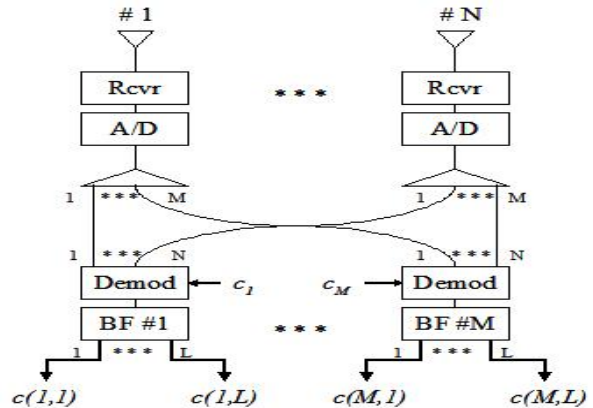 # 1 # N
Rcvr * * * Rcvr
A/D A/D
1 * * * M 1 * * * M
1 * * * N 1 * * * N
Demod c1 cM Demod
BF #1 * * * BF #M
1 * * * L 1 * * * L
c(1,1) c(1,L) c(M,1) c(M,L)